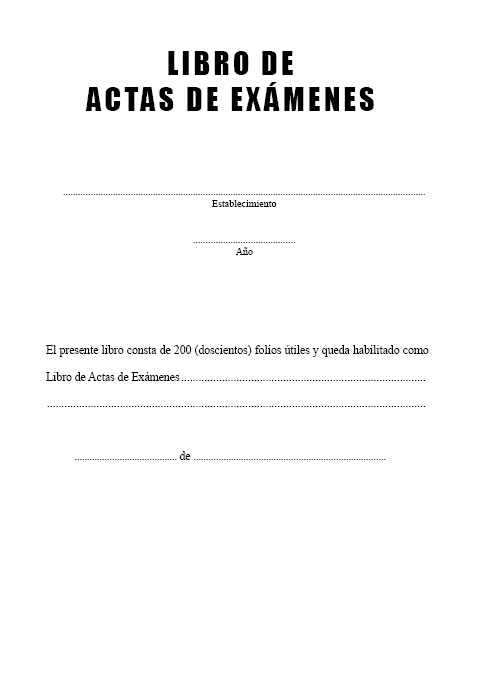 LIBRO DE
ACTAS DE EXÁMENES
................................................................................................................................................
Establecimiento
.........................................
Año
El presente libro consta de 200 (doscientos) folios útiles y queda habilitado como
Libro de Actas de Exámenes....................................................................................
..................................................................................................................................
......................................... de .............................................................................